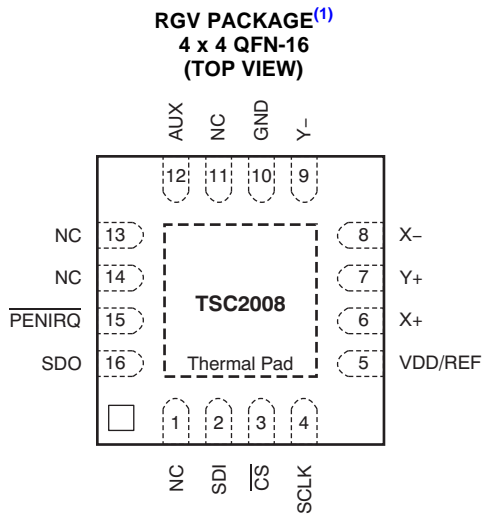 RGV PACKAGE(1)
4 x 4 QFN-16
(TOP VIEW)
AUX NC GND Y–
12 11 10 9
NC 13 8 X–
NC 14 7 Y+
PENIRQ 15 TSC2008 6 X+
SDO 16 Thermal Pad 5 VDD/REF
1 2 3 4
NC SDI CS SCLK